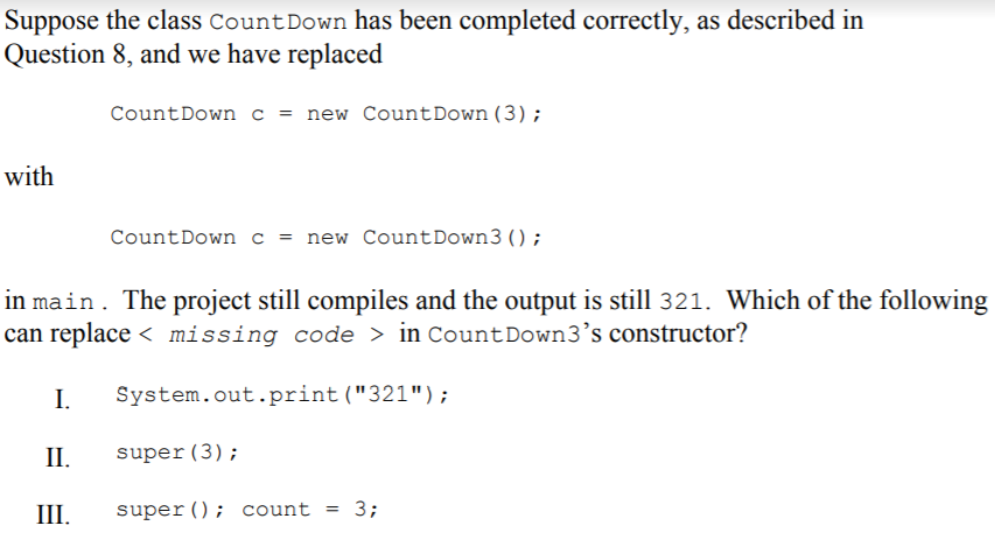 Suppose the class CountDown has been completed correctly, as described in
Question 8, and we have replaced
CountDown c = new CountDown(3);
with
CountDown c = new CountDown3();
in main. The project still compiles and the output is still 321. Which of the following
can replace < missing code > in CountDown3’s constructor?
I. System.out.print("321");
II. super(3);
III. super(); count = 3;